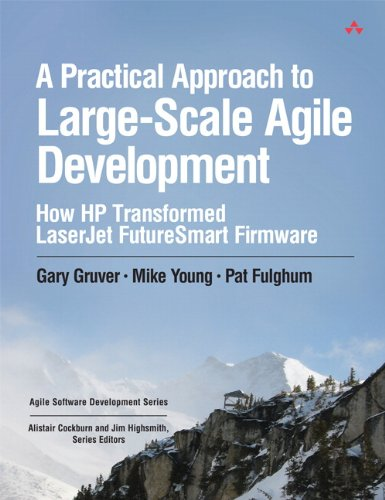 A Practical Approach to
Large-Scale Agile
Development
How HP Transformed
LaserJet FutureSmart Firmware
Gary Gruver • Mike Young • Pat Fulghum
Agile Software Development Series
Alistair Cockburn and Jim Highsmith,
Series Editors